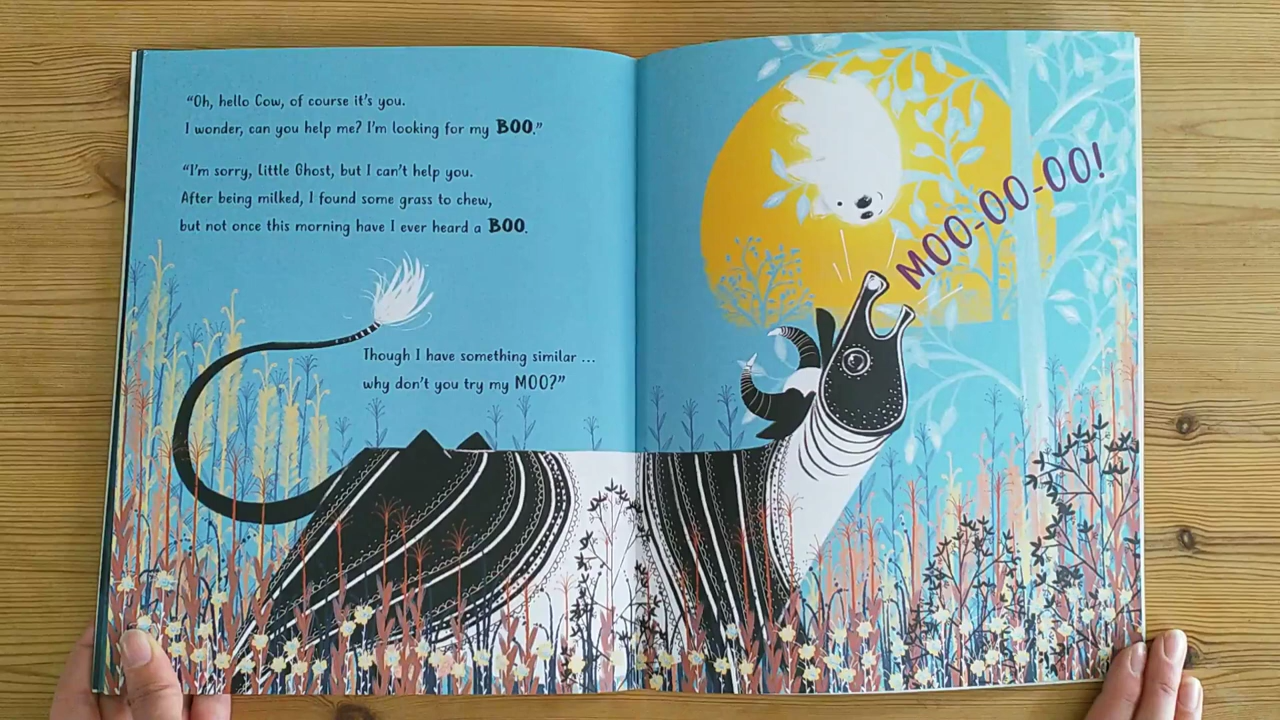 “Oh, hello Cow, of course it’s you.
I wonder, can you help me? I’m looking for my BOO.”
“I’m sorry, little Ghost, but I can’t help you.
After being milked, I found some grass to chew,
but not once this morning have I ever heard a BOO.
Though I have something similar ...
why don’t you try my MOO?”
MOO-OO-OO!